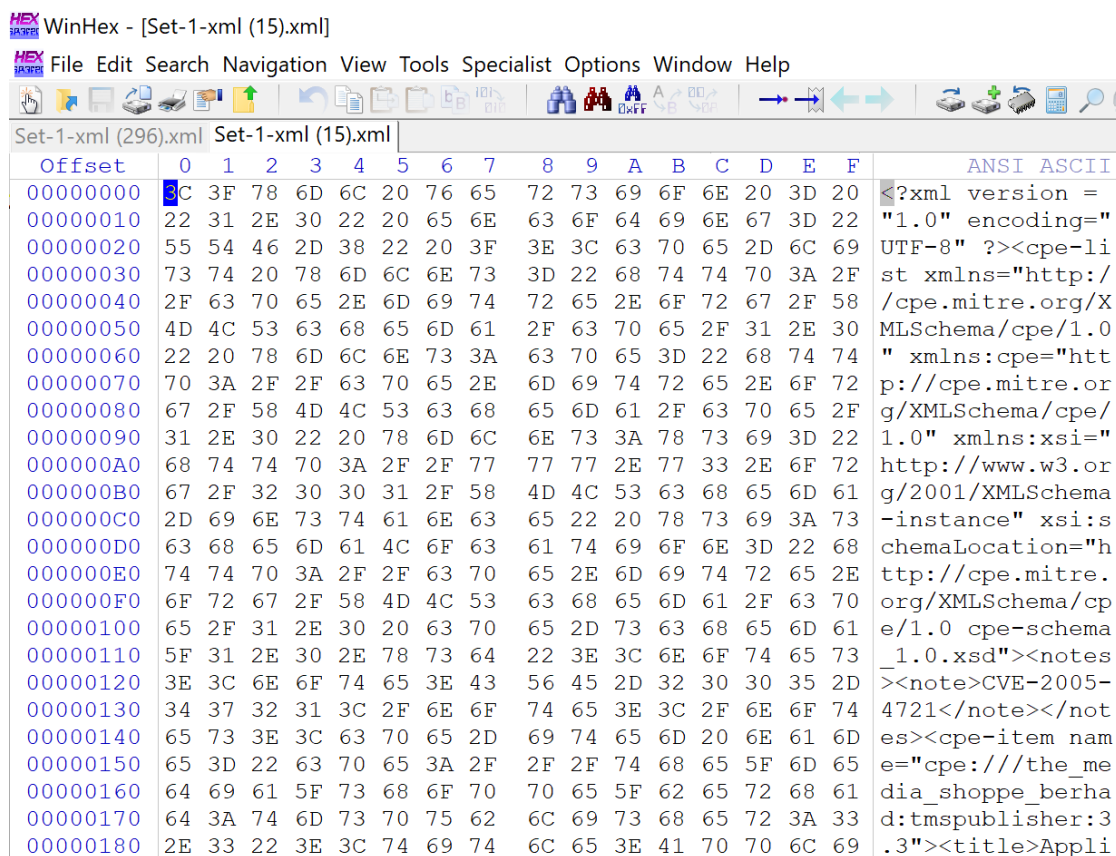 WinHex - [Set-1-xml (15).xml]
File Edit Search Navigation View Tools Specialist Options Window Help
Set-1-xml (296).xml Set-1-xml (15).xml
Offset 0 1 2 3 4 5 6 7 8 9 A B C D E F ANSI ASCII
00000000 3C 3F 78 6D 6C 20 76 65 72 73 69 6F 6E 20 3D 20 <?xml version =
00000010 22 31 2E 30 22 20 65 6E 63 6F 64 69 6E 67 3D 22 "1.0" encoding="
00000020 55 54 46 2D 38 22 20 3F 3E 3C 63 70 65 2D 6C 69 UTF-8" ?><cpe-li
00000030 73 74 20 78 6D 6C 6E 73 3D 22 68 74 74 70 3A 2F st xmlns="http:/
00000040 2F 63 70 65 2E 6D 69 74 72 65 2E 6F 72 67 2F 58 /cpe.mitre.org/X
00000050 4D 4C 53 63 68 65 6D 61 2F 63 70 65 2F 31 2E 30 MLSchema/cpe/1.0
00000060 22 20 78 6D 6C 6E 73 3A 63 70 65 3D 22 68 74 74 " xmlns:cpe="htt
00000070 70 3A 2F 2F 63 70 65 2E 6D 69 74 72 65 2E 6F 72 p://cpe.mitre.or
00000080 67 2F 58 4D 4C 53 63 68 65 6D 61 2F 63 70 65 2F g/XMLSchema/cpe/
00000090 31 2E 30 22 20 78 6D 6C 6E 73 3A 78 73 69 3D 22 1.0" xmlns:xsi="
000000A0 68 74 74 70 3A 2F 2F 77 77 77 2E 77 33 2E 6F 72 http://www.w3.or
000000B0 67 2F 32 30 30 31 2F 58 4D 4C 53 63 68 65 6D 61 g/2001/XMLSchema
000000C0 2D 69 6E 73 74 61 6E 63 65 22 20 78 73 69 3A 73 -instance" xsi:s
000000D0 63 68 65 6D 61 4C 6F 63 61 74 69 6F 6E 3D 22 68 chemaLocation="h
000000E0 74 74 70 3A 2F 2F 63 70 65 2E 6D 69 74 72 65 2E ttp://cpe.mitre.
000000F0 6F 72 67 2F 58 4D 4C 53 63 68 65 6D 61 2F 63 70 org/XMLSchema/cp
00000100 65 2F 31 2E 30 20 63 70 65 2D 73 63 68 65 6D 61 e/1.0 cpe-schema
00000110 5F 31 2E 30 2E 78 73 64 22 3E 3C 6E 6F 74 65 73 _1.0.xsd"><notes
00000120 3E 3C 6E 6F 74 65 3E 43 56 45 2D 32 30 30 35 2D ><note>CVE-2005-
00000130 34 37 32 31 3C 2F 6E 6F 74 65 3E 3C 2F 6E 6F 74 4721</note></not
00000140 65 73 3E 3C 63 70 65 2D 69 74 65 6D 20 6E 61 6D es><cpe-item nam
00000150 65 3D 22 63 70 65 3A 2F 2F 2F 74 68 65 5F 6D 65 e="cpe:///the_me
00000160 64 69 61 5F 73 68 6F 70 70 65 5F 62 65 72 68 61 dia_shoppe_berha
00000170 64 3A 74 6D 73 70 75 62 6C 69 73 68 65 72 3A 33 d:tmspublisher:3
00000180 2E 33 22 3E 3C 74 69 74 6C 65 3E 41 70 70 6C 69 .3"><title>Appli